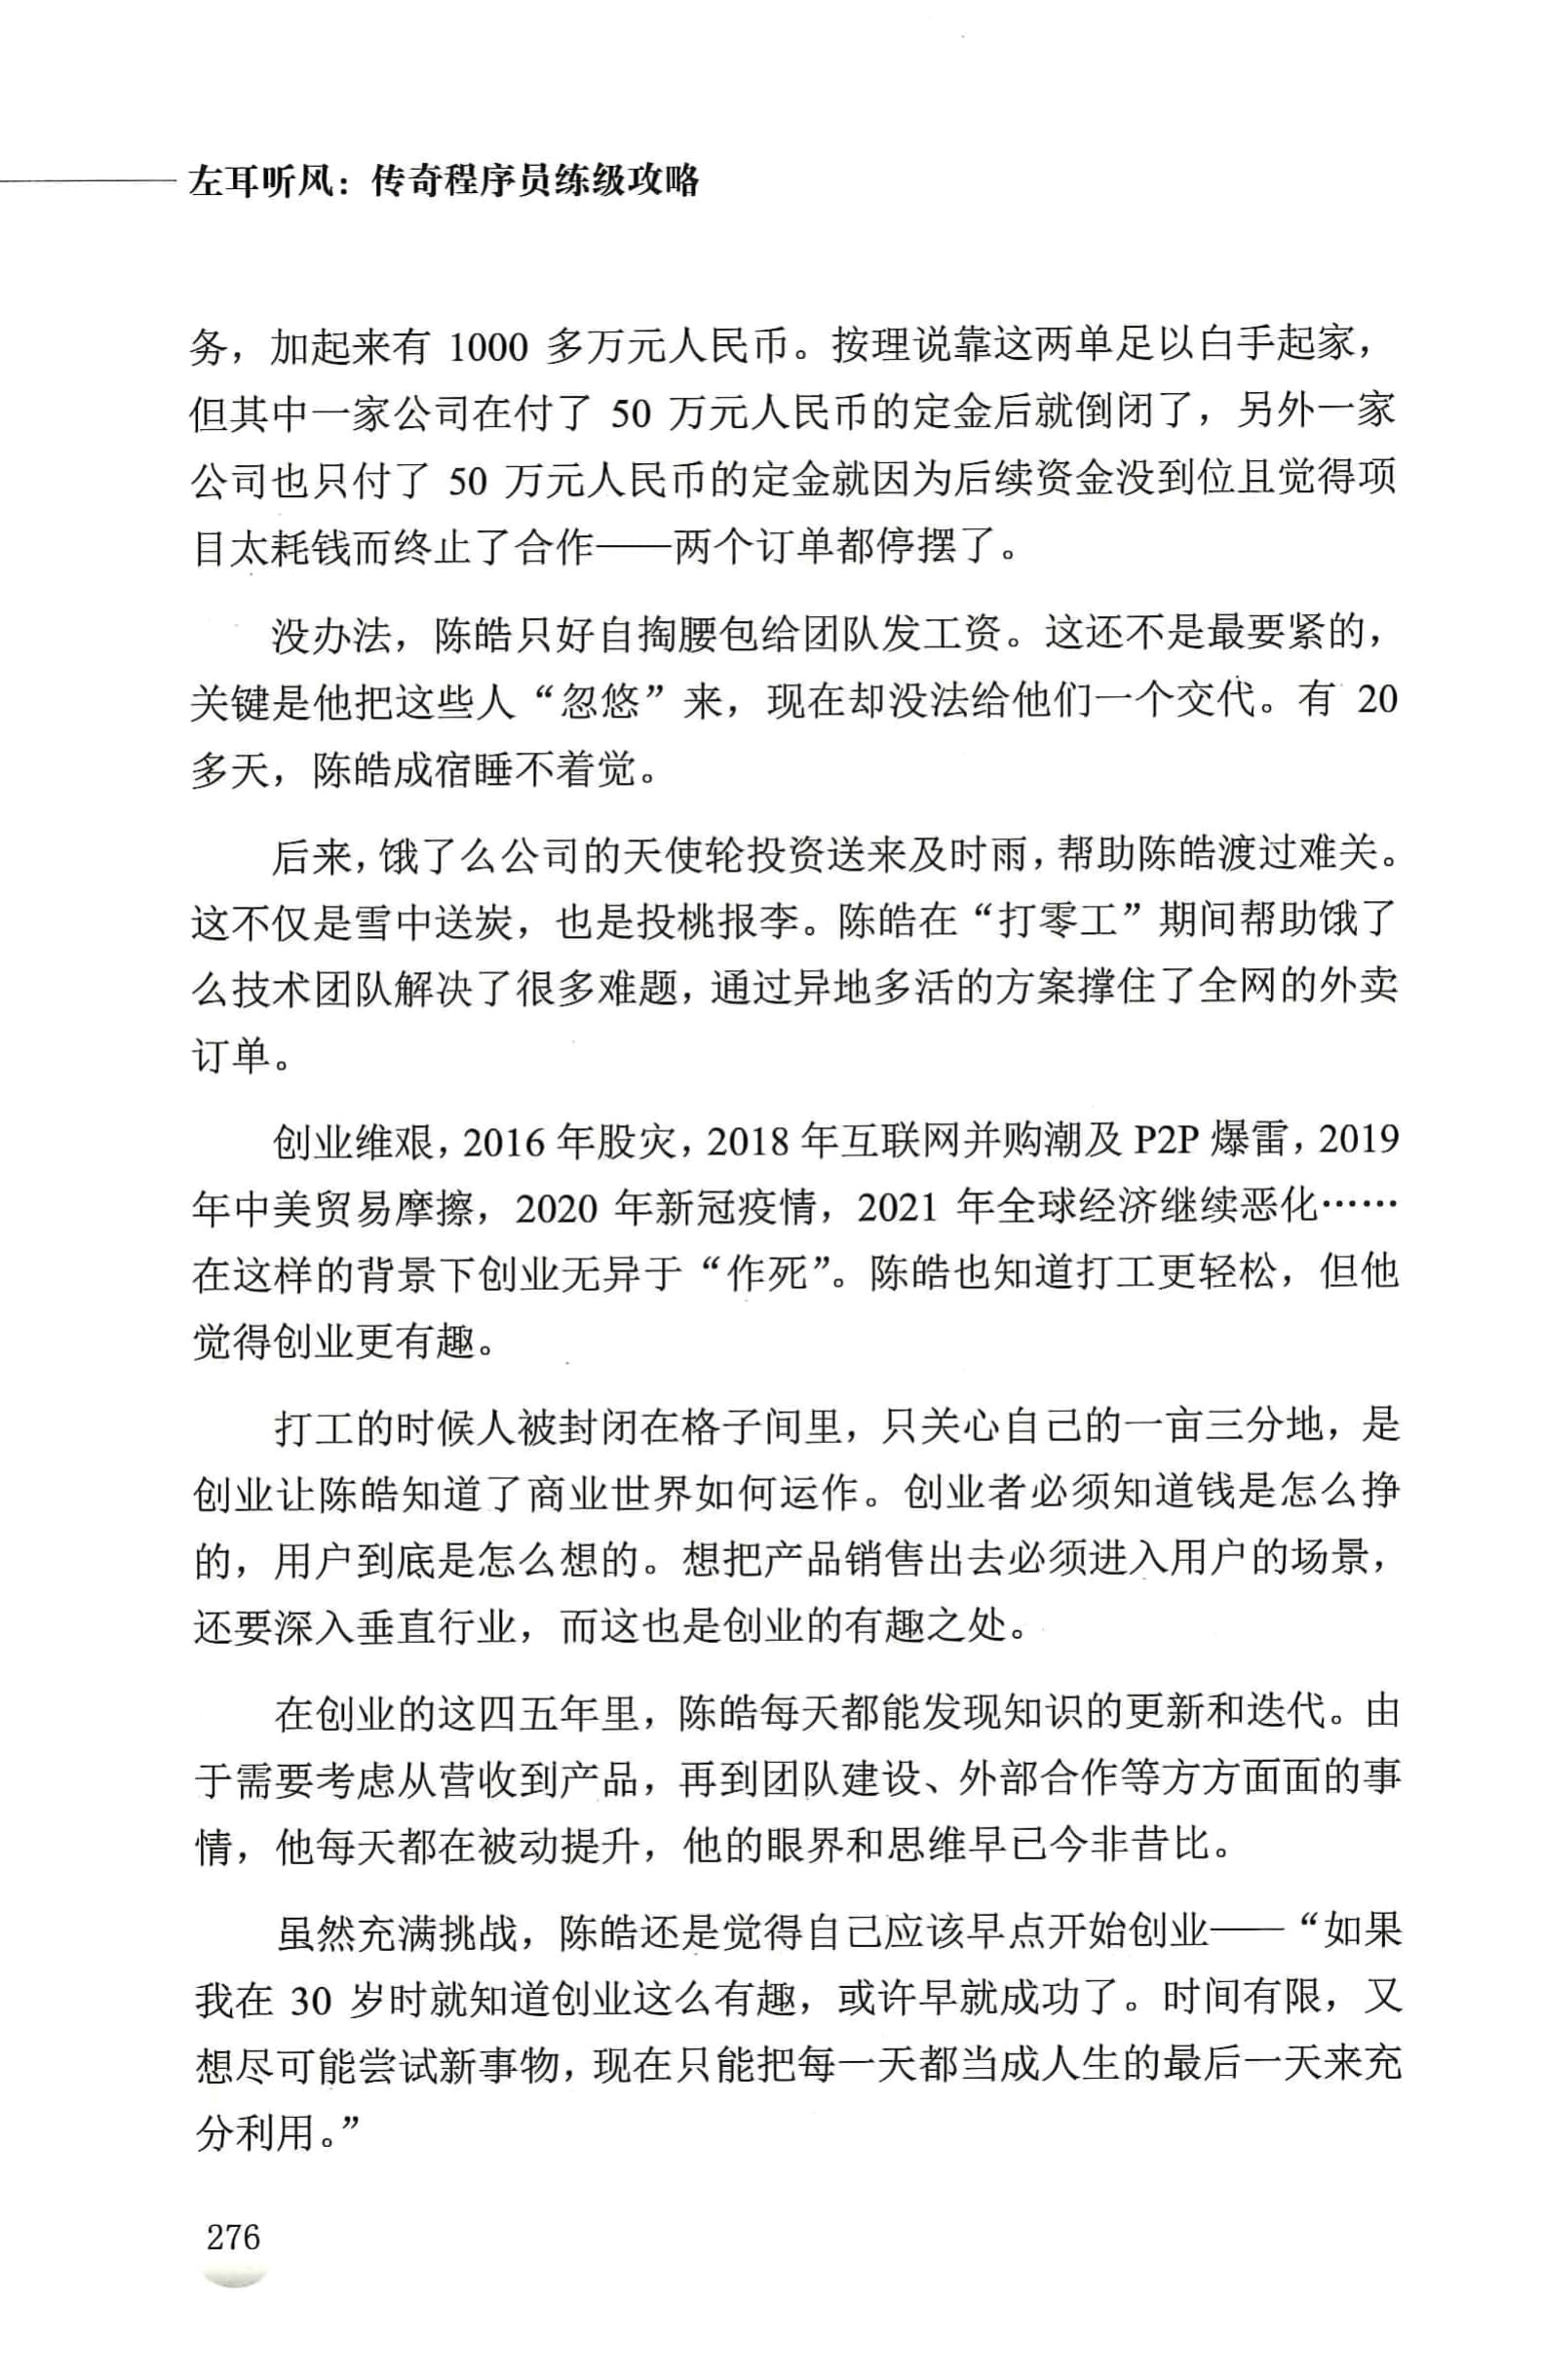 左耳听风：传奇程序员练级攻略
务，加起来有 1000 多万元人民币。按理说靠这两单足以白手起家，
但其中一家公司在付了 50 万元人民币的定金后就倒闭了，另外一家
公司也只付了 50 万元人民币的定金就因为后续资金没到位且觉得项
目太耗钱而终止了合作——两个订单都停摆了。
没办法，陈皓只好自掏腰包给团队发工资。这还不是最要紧的，
关键是他把这些人“忽悠”来，现在却没法给他们一个交代。有 20
多天，陈皓成宿睡不着觉。
后来，饿了么公司的天使轮投资送来及时雨，帮助陈皓渡过难关。
这不仅是雪中送炭，也是投桃报李。陈皓在“打零工”期间帮助饿了
么技术团队解决了很多难题，通过异地多活的方案撑住了全网的外卖
订单。
创业维艰，2016 年股灾，2018 年互联网并购潮及 P2P 爆雷，2019
年中美贸易摩擦，2020 年新冠疫情，2021 年全球经济继续恶化……
在这样的背景下创业无异于“作死”。陈皓也知道打工更轻松，但他
觉得创业更有趣。
打工的时候人被封闭在格子间里，只关心自己的一亩三分地，是
创业让陈皓知道了商业世界如何运作。创业者必须知道钱是怎么挣
的，用户到底是怎么想的。想把产品销售出去必须进入用户的场景，
还要深入垂直行业，而这也是创业的有趣之处。
在创业的这四五年里，陈皓每天都能发现知识的更新和迭代。由
于需要考虑从营收到产品，再到团队建设、外部合作等方方面面的事
情，他每天都在被动提升，他的眼界和思维早已今非昔比。
虽然充满挑战，陈皓还是觉得自己应该早点开始创业——“如果
我在 30 岁时就知道创业这么有趣，或许早就成功了。时间有限，又
想尽可能尝试新事物，现在只能把每一天都当成人生的最后一天来充
分利用。”
276